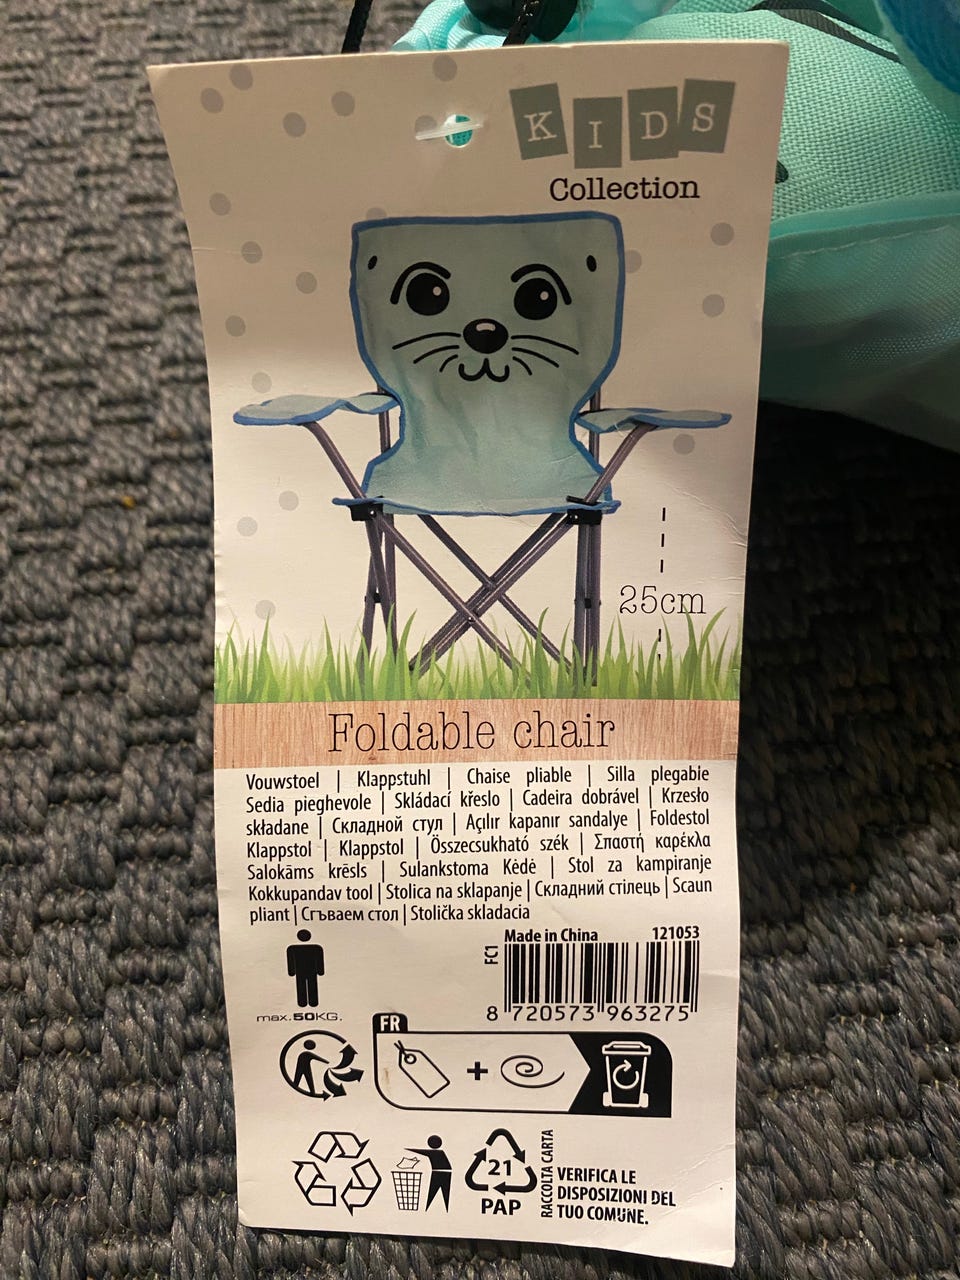 KIDS
Collection
25cm
Foldable chair
Vouwstoel | Klappstuhl | Chaise pliable | Silla plegabie
Sedia pieghevole | Skládací křeslo | Cadeira dobrável | Krzesło
składane | Складной стул | Açılır kapanır sandalye | Foldestol
Klappstol | Klappstol | Összecsukható szék | Σπαστή καρέκλα
Salokāms krēsls | Sulankstoma Kėdė | Stol za kampiranje
Kokkupandav tool | Stolica na sklapanje | Складний стілець | Scaun
pliant | Сгъваем стол | Stolička skladacia
max.50KG.
FC1
Made in China 121053
8 720573 963275
FR
21
PAP
RACCOLTA CARTA
VERIFICA LE
DISPOSIZIONI DEL
TUO COMUNE.